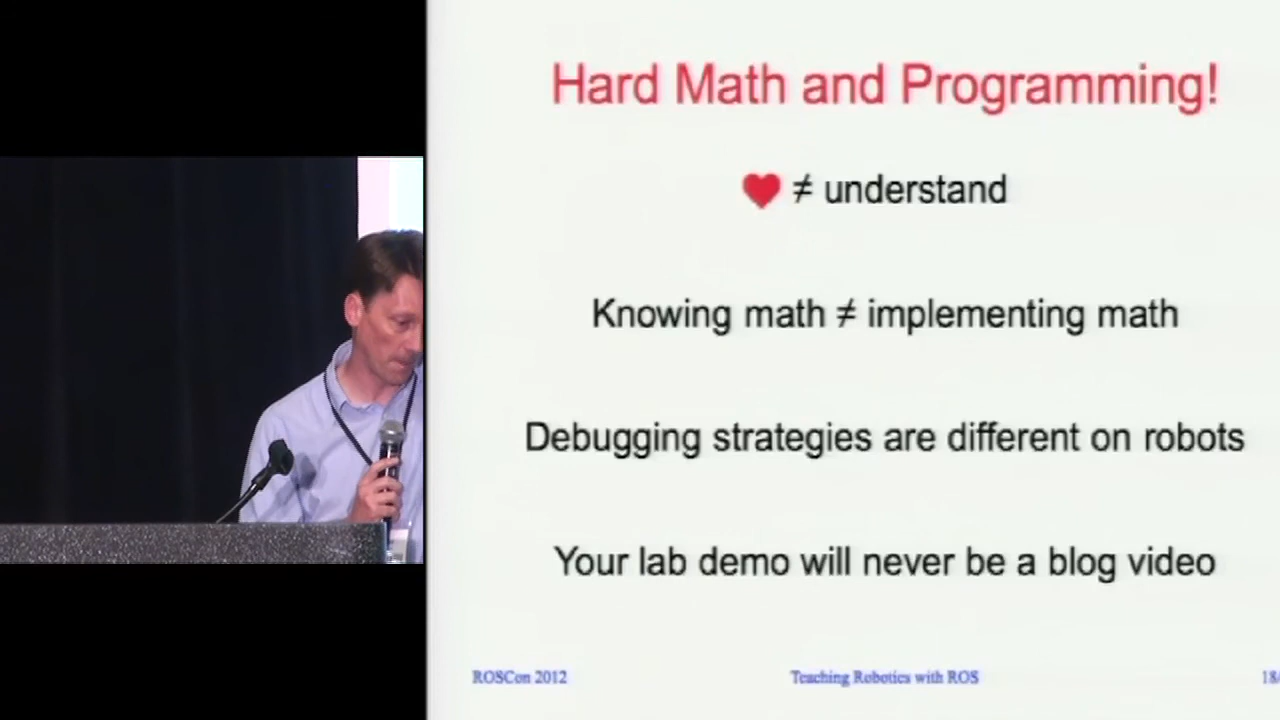 Hard Math and Programming!
❤ ≠ understand
Knowing math ≠ implementing math
Debugging strategies are different on robots
Your lab demo will never be a blog video
ROSCon 2012
Teaching Robotics with ROS
18/